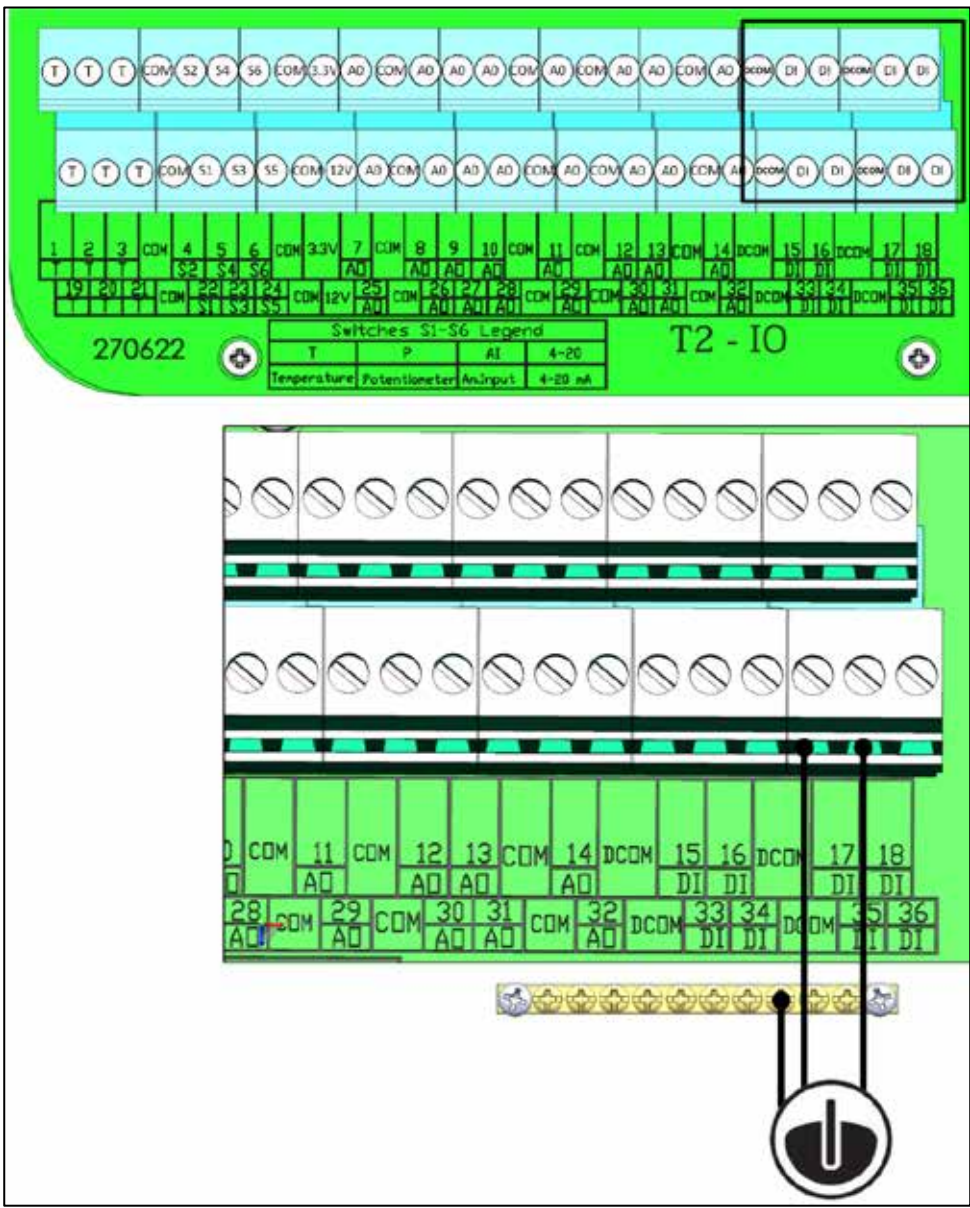 T T T COM S2 S4 S6 COM 3.3V AO COM AO AO AO COM AO COM AO AO COM AO DCOM DI DI DCOM DI DI
T T T COM S1 S3 S5 COM 12V AO COM AO AO AO COM AO COM AO AO COM AO DCOM DI DI DCOM DI DI
1 2 3 COM 4 5 6 COM 3.3V 7 COM 8 9 10 COM 11 COM 12 13 COM 14 DCOM 15 16 DCOM 17 18
T T T S2 S4 S6 AO AO AO AO AO AO AO AO DI DI DI DI
19 20 21 COM 22 23 24 COM 12V 25 COM 26 27 28 COM 29 COM 30 31 COM 32 DCOM 33 34 DCOM 35 36
S1 S3 S5 AO AO AO AO AO AO AO AO DI DI DI DI
Switches S1-S6 Legend
T P AI 4-20
Temperature Potentiometer An.Input 4-20 mA
270622
T2 - IO
COM 11 COM 12 13 COM 14 DCOM 15 16 DCOM 17 18
AO AO AO AO DI DI DI DI
28 COM 29 COM 30 31 COM 32 DCOM 33 34 DCOM 35 36
AO AO AO AO AO DI DI DI DI